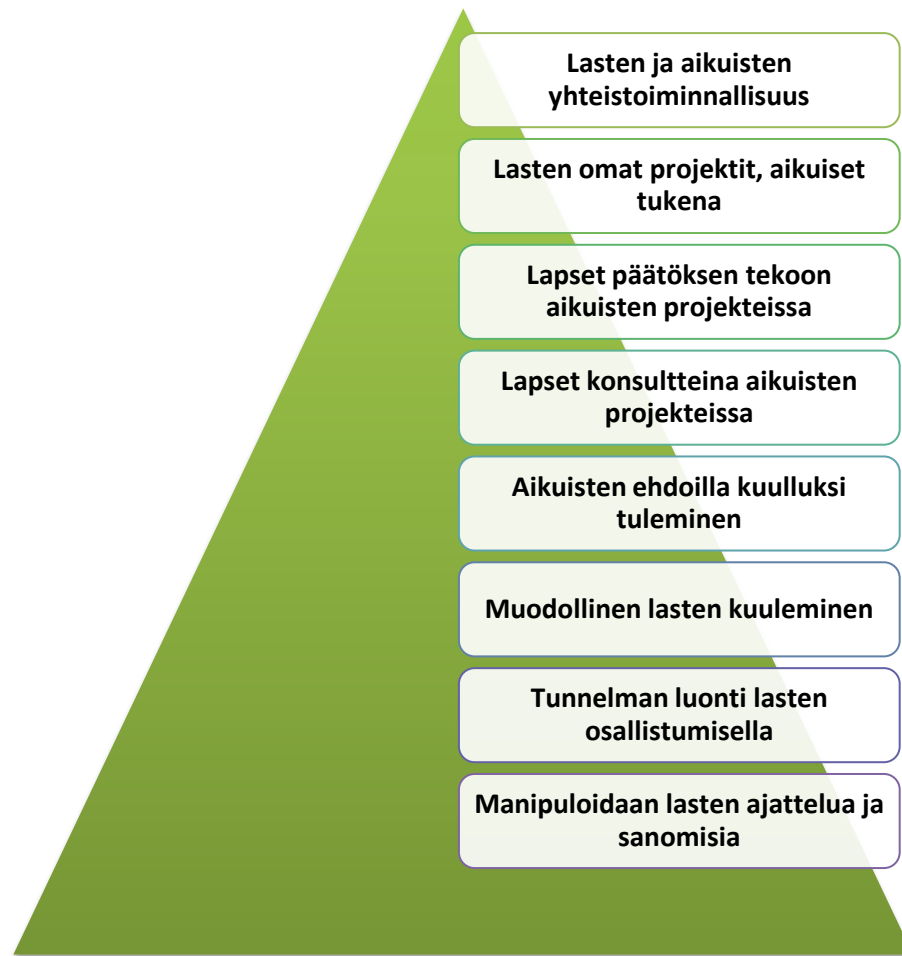 Lasten ja aikuisten
yhteistoiminnallisuus
Lasten omat projektit, aikuiset
tukena
Lapset päätöksen tekoon
aikuisten projekteissa
Lapset konsultteina aikuisten
projekteissa
Aikuisten ehdoilla kuulluksi
tuleminen
Muodollinen lasten kuuleminen
Tunnelman luonti lasten
osallistumisella
Manipuloidaan lasten ajattelua ja
sanomisia